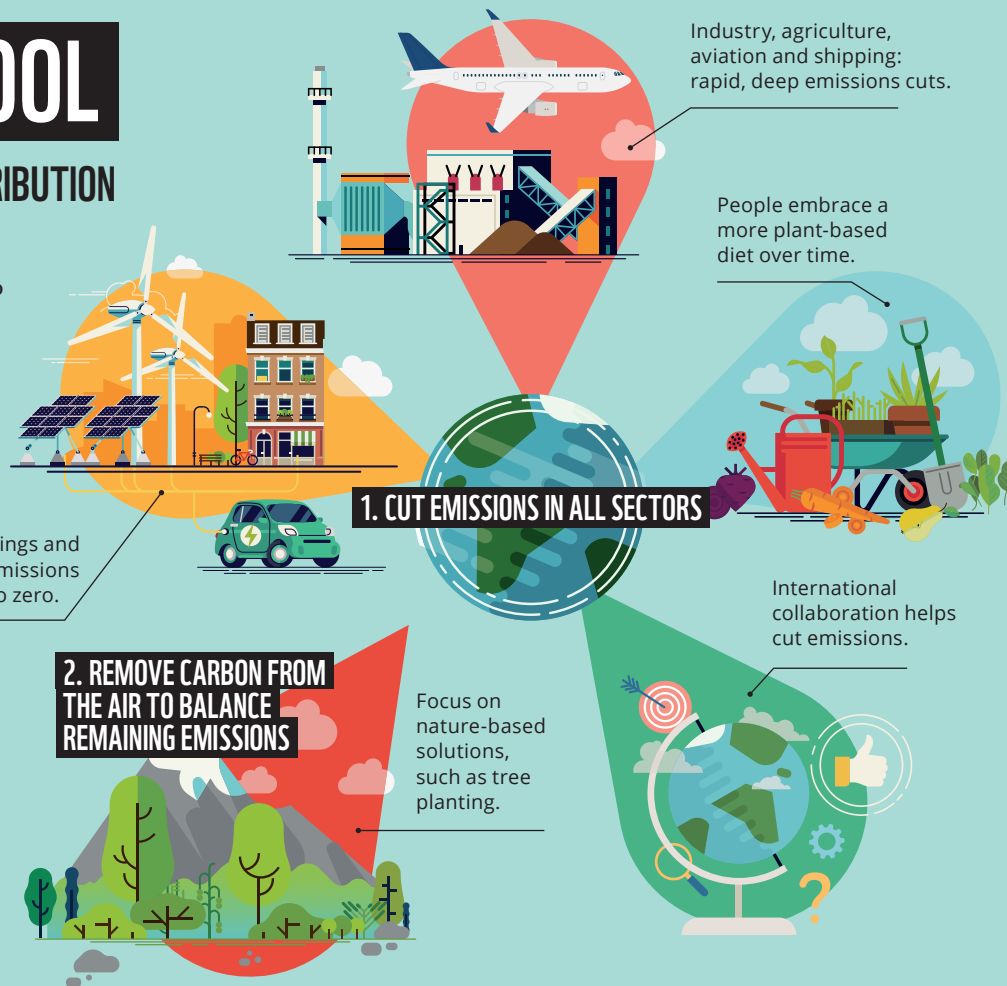 OOL
RIBUTION
Industry, agriculture,
aviation and shipping:
rapid, deep emissions cuts.
People embrace a
more plant-based
diet over time.
1. CUT EMISSIONS IN ALL SECTORS
ings and
missions
o zero.
International
collaboration helps
cut emissions.
2. REMOVE CARBON FROM
THE AIR TO BALANCE
REMAINING EMISSIONS
Focus on
nature-based
solutions,
such as tree
planting.
?